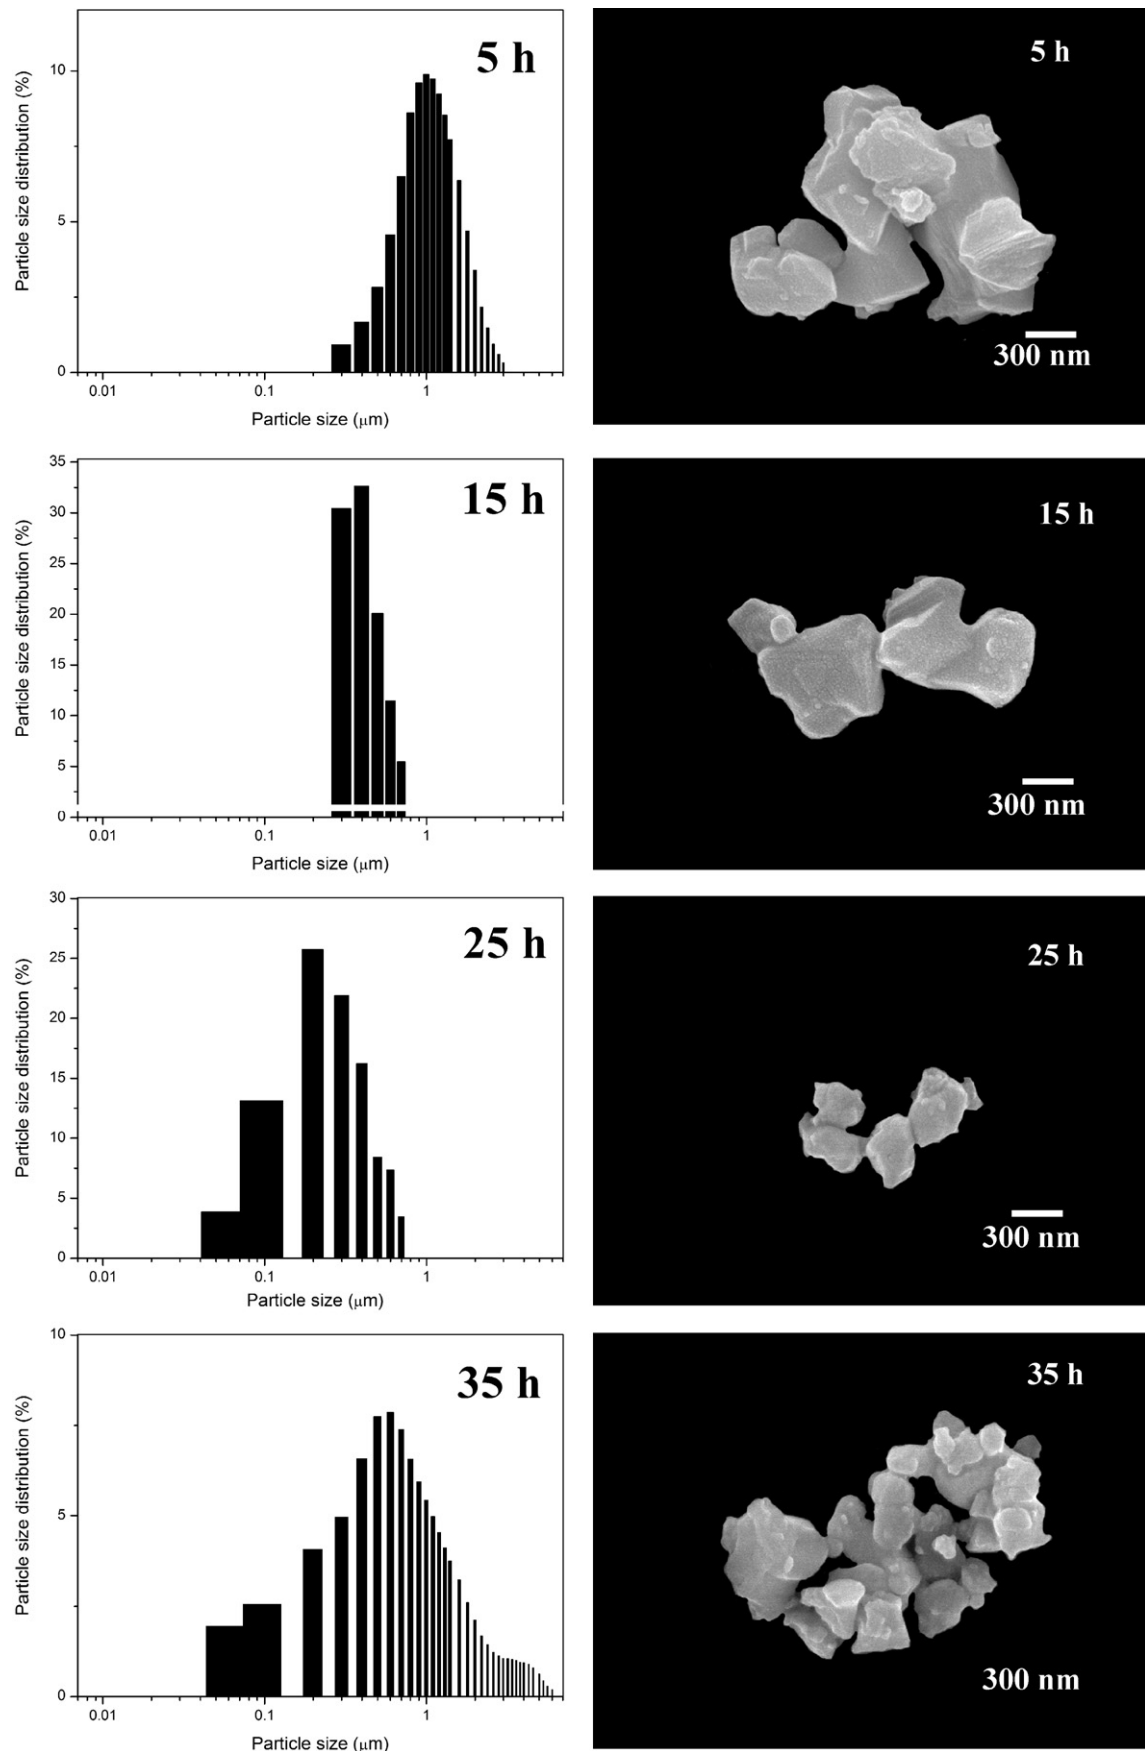 5 h
Particle size distribution (%)
10
5
0
0.01
0.1
1
Particle size (μm)
5 h
300 nm
15 h
Particle size distribution (%)
35
30
25
20
15
10
5
0
0.01
0.1
1
Particle size (μm)
15 h
300 nm
25 h
Particle size distribution (%)
30
25
20
15
10
5
0
0.01
0.1
1
Particle size (μm)
25 h
300 nm
35 h
Particle size distribution (%)
10
5
0
0.01
0.1
1
Particle size (μm)
35 h
300 nm